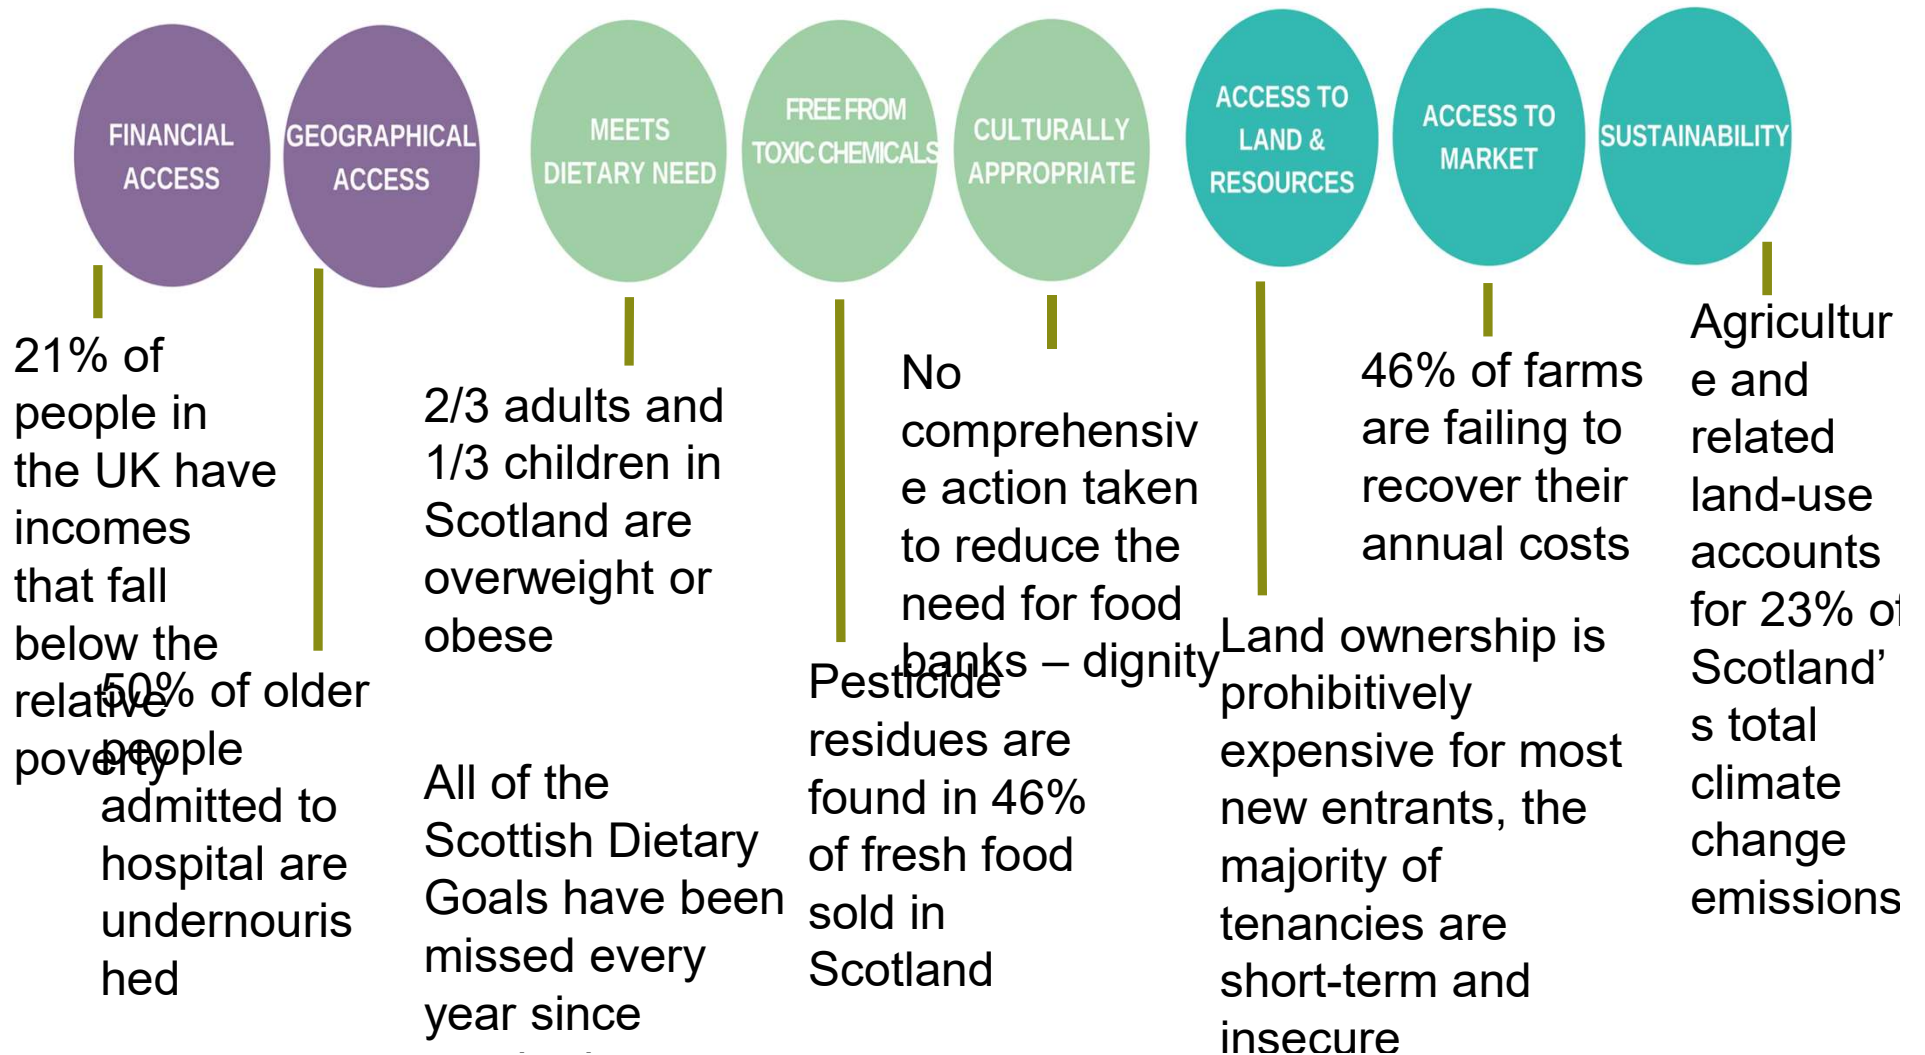 FINANCIAL
ACCESS
GEOGRAPHICAL
ACCESS
MEETS
DIETARY NEED
FREE FROM
TOXIC CHEMICALS
CULTURALLY
APPROPRIATE
ACCESS TO
LAND &
RESOURCES
ACCESS TO
MARKET
SUSTAINABILITY
21% of
people in
the UK have
incomes
that fall
below the
relative
poverty
50% of older
people
admitted to
hospital are
undernouris
hed
2/3 adults and
1/3 children in
Scotland are
overweight or
obese
All of the
Scottish Dietary
Goals have been
missed every
year since
Pesticide
residues are
found in 46%
of fresh food
sold in
Scotland
No
comprehensiv
e action taken
to reduce the
need for food
banks – dignity
Land ownership is
prohibitively
expensive for most
new entrants, the
majority of
tenancies are
short-term and
insecure
46% of farms
are failing to
recover their
annual costs
Agricultur
e and
related
land-use
accounts
for 23% of
Scotland’
s total
climate
change
emissions